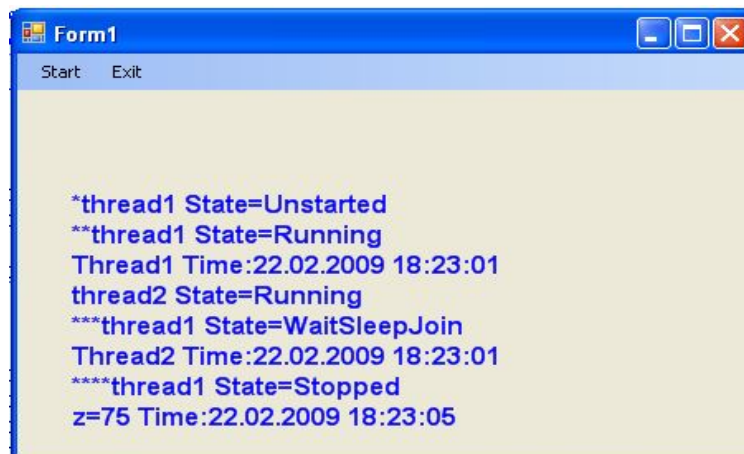 Form1
Start Exit
*thread1 State=Unstarted
**thread1 State=Running
Thread1 Time:22.02.2009 18:23:01
thread2 State=Running
***thread1 State=WaitSleepJoin
Thread2 Time:22.02.2009 18:23:01
****thread1 State=Stopped
z=75 Time:22.02.2009 18:23:05